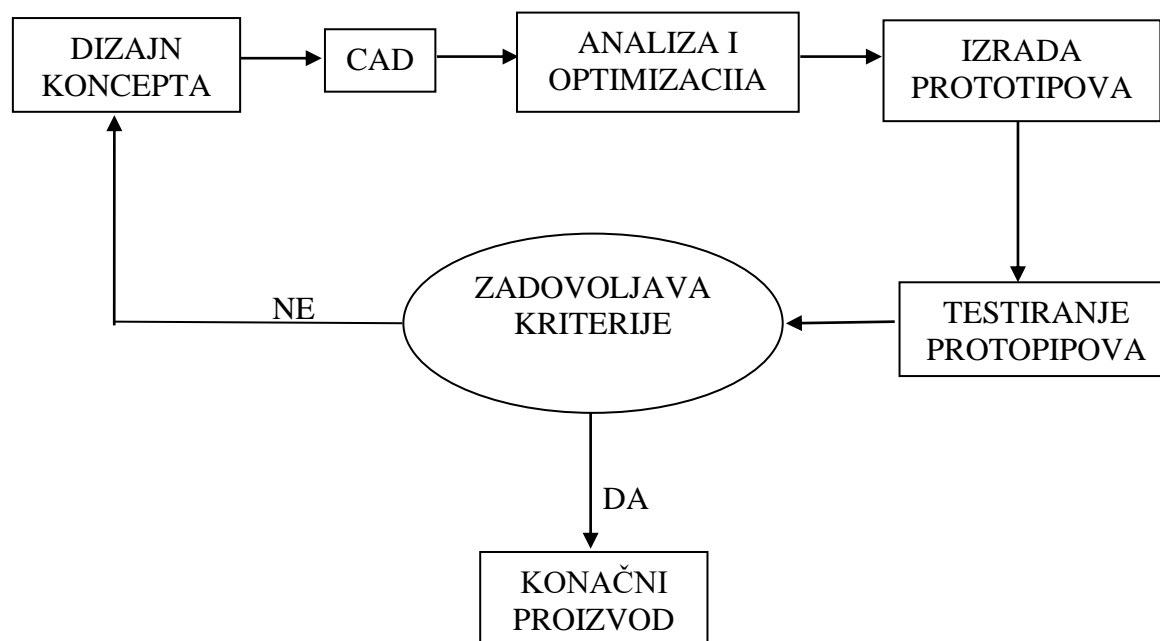 DIZAJN
KONCEPTA
CAD
ANALIZA I
OPTIMIZACIIA
IZRADA
PROTOTIPOVA
ZADOVOLJAVA
KRITERIJE
NE
TESTIRANJE
PROTOPIPOVA
DA
KONAČNI
PROIZVOD